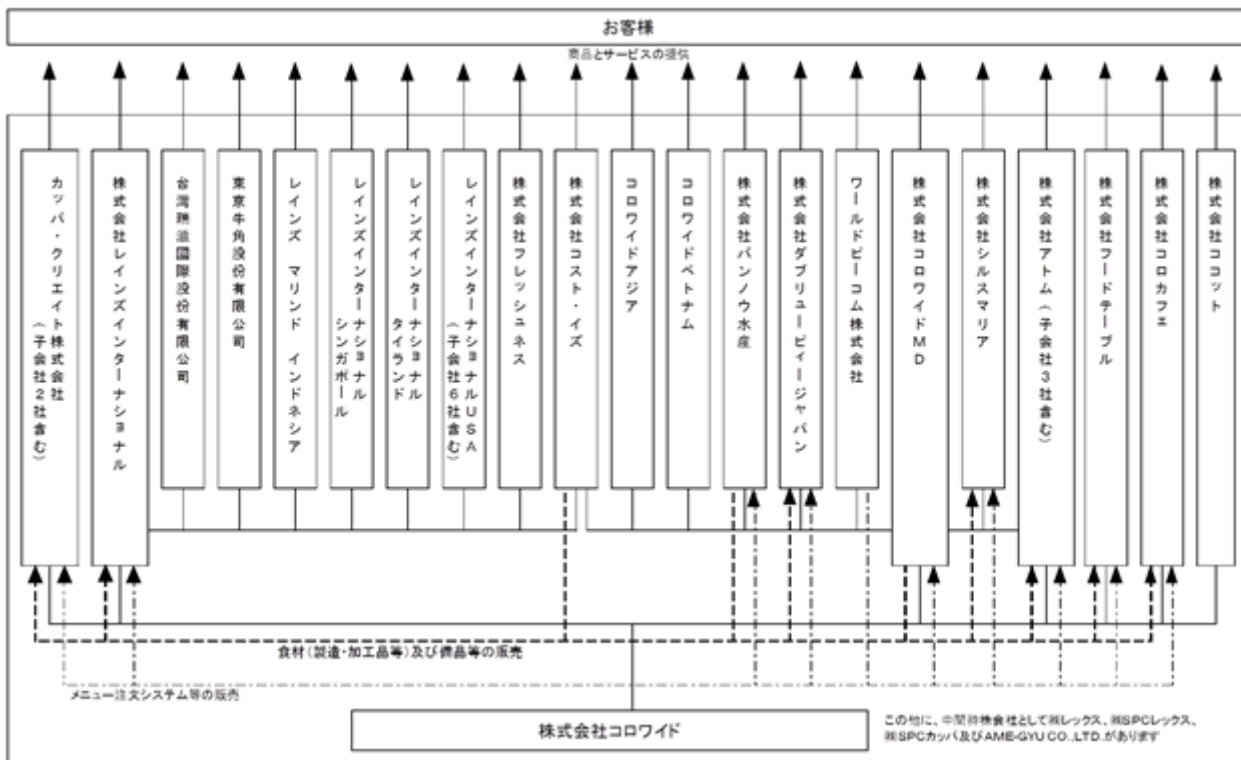 お客様
商品とサービスの提供
カッパ・クリエイト株式会社
(子会社2社含む)
株式会社レインズインターナショナル
台灣瑞滋國際股份有限公司
東京牛角股份有限公司
レインズ マリンド インドネシア
レインズインターナショナル
シンガポール
レインズインターナショナル
タイランド
レインズインターナショナルUSA
(子会社6社含む)
株式会社フレッシュネス
株式会社コスト・イズ
コロワイドアジア
コロワイドベトナム
株式会社バンノウ水産
株式会社ダブリューピィージャパン
ワールドピーコム株式会社
株式会社コロワイドMD
株式会社シルスマリア
株式会社アトム(子会社3社含む)
株式会社フードテーブル
株式会社コロカフェ
株式会社ココット
食材(製造・加工品等)及び備品等の販売
メニュー注文システム等の販売
株式会社コロワイド
この他に、中間持株会社として㈱レックス、㈱SPCレックス、
㈱SPCカッパ及びAME-GYU CO.,LTD.があります